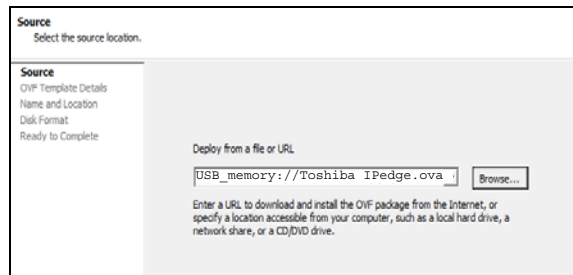 Source
Select the source location.
Source
OVF Template Details
Name and Location
Disk Format
Ready to Complete
Deploy from a file or URL
USB_memory://Toshiba IPedge.ova
Browse...
Enter a URL to download and install the OVF package from the Internet, or
specify a location accessible from your computer, such as a local hard drive, a
network share, or a CD/DVD drive.